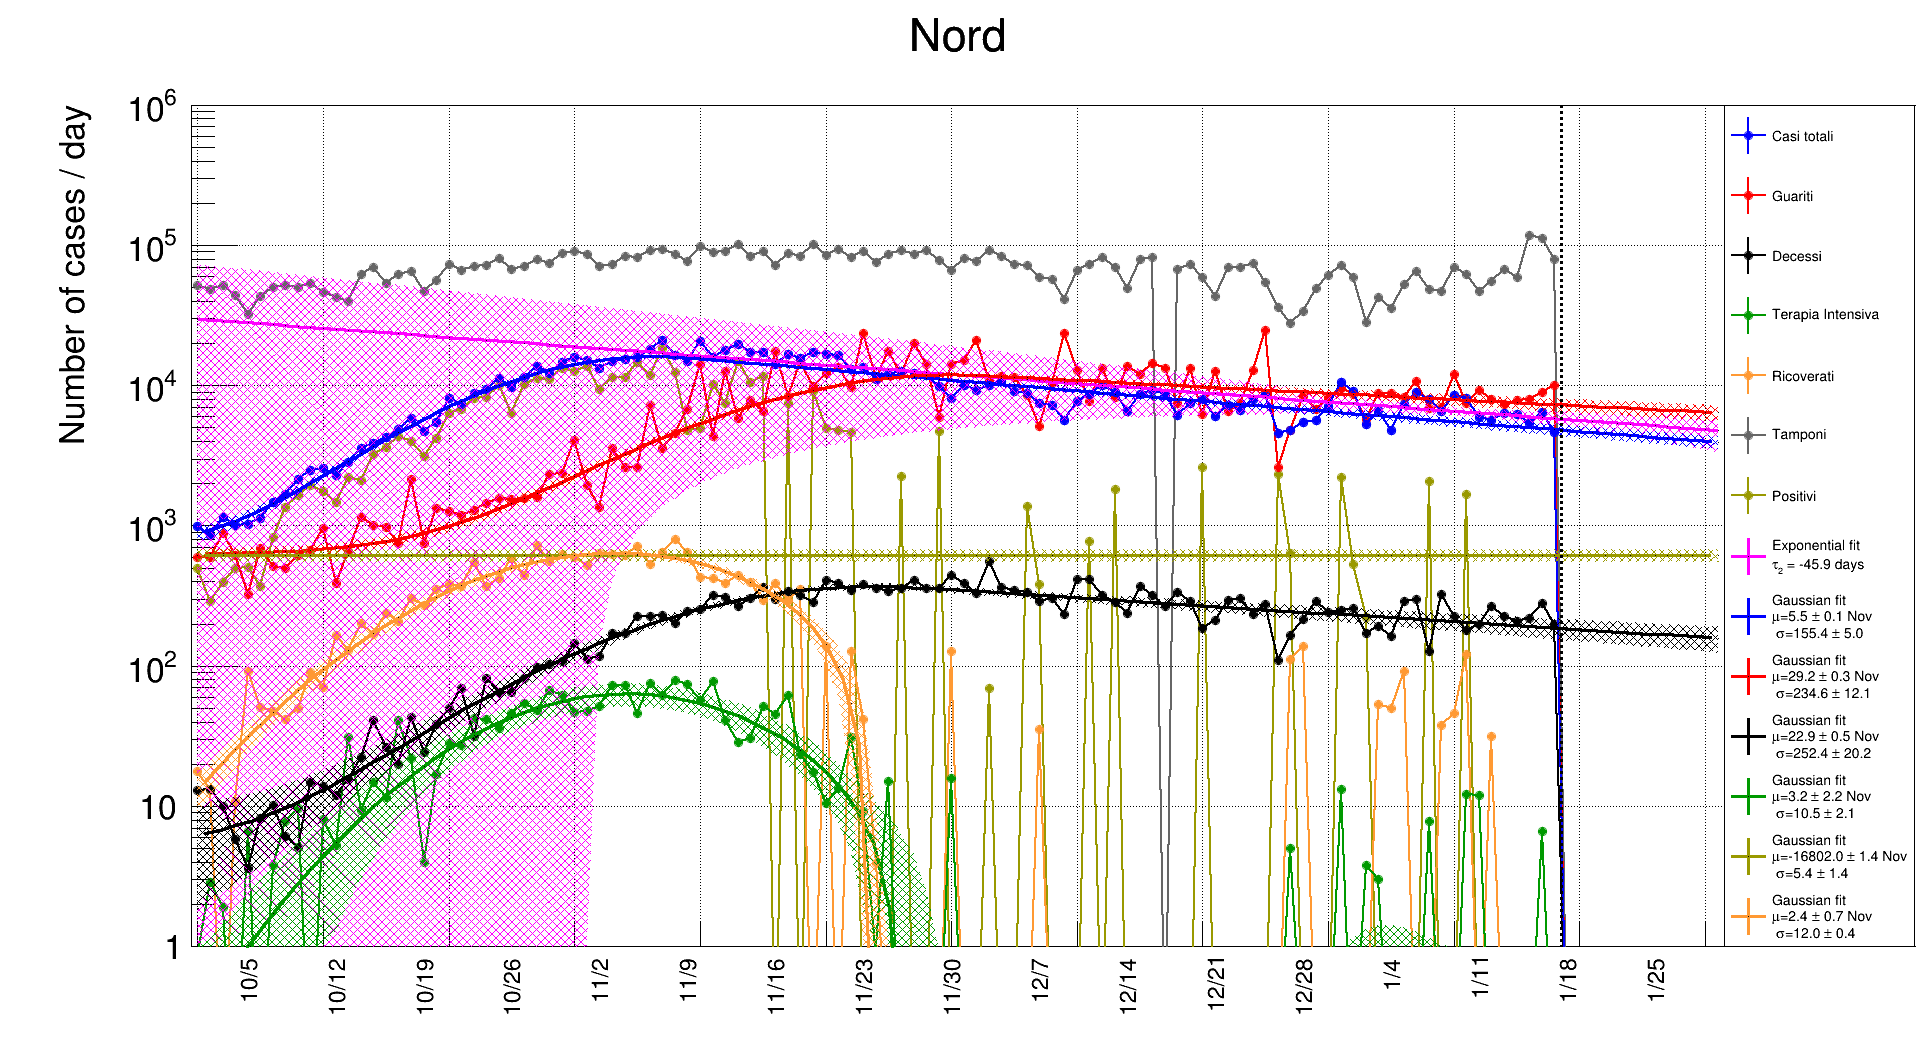 Nord
Number of cases / day
10^6
10^5
10^4
10^3
10^2
10
1
10/5
10/12
10/19
10/26
11/2
11/9
11/16
11/23
11/30
12/7
12/14
12/21
12/28
1/4
1/11
1/18
1/25
Casi totali
Guariti
Decessi
Terapia Intensiva
Ricoverati
Tamponi
Positivi
Exponential fit
τ₂ = -45.9 days
Gaussian fit
μ=5.5 ± 0.1 Nov
σ=155.4 ± 5.0
Gaussian fit
μ=29.2 ± 0.3 Nov
σ=234.6 ± 12.1
Gaussian fit
μ=22.9 ± 0.5 Nov
σ=252.4 ± 20.2
Gaussian fit
μ=3.2 ± 2.2 Nov
σ=10.5 ± 2.1
Gaussian fit
μ=-16802.0 ± 1.4 Nov
σ=5.4 ± 1.4
Gaussian fit
μ=2.4 ± 0.7 Nov
σ=12.0 ± 0.4